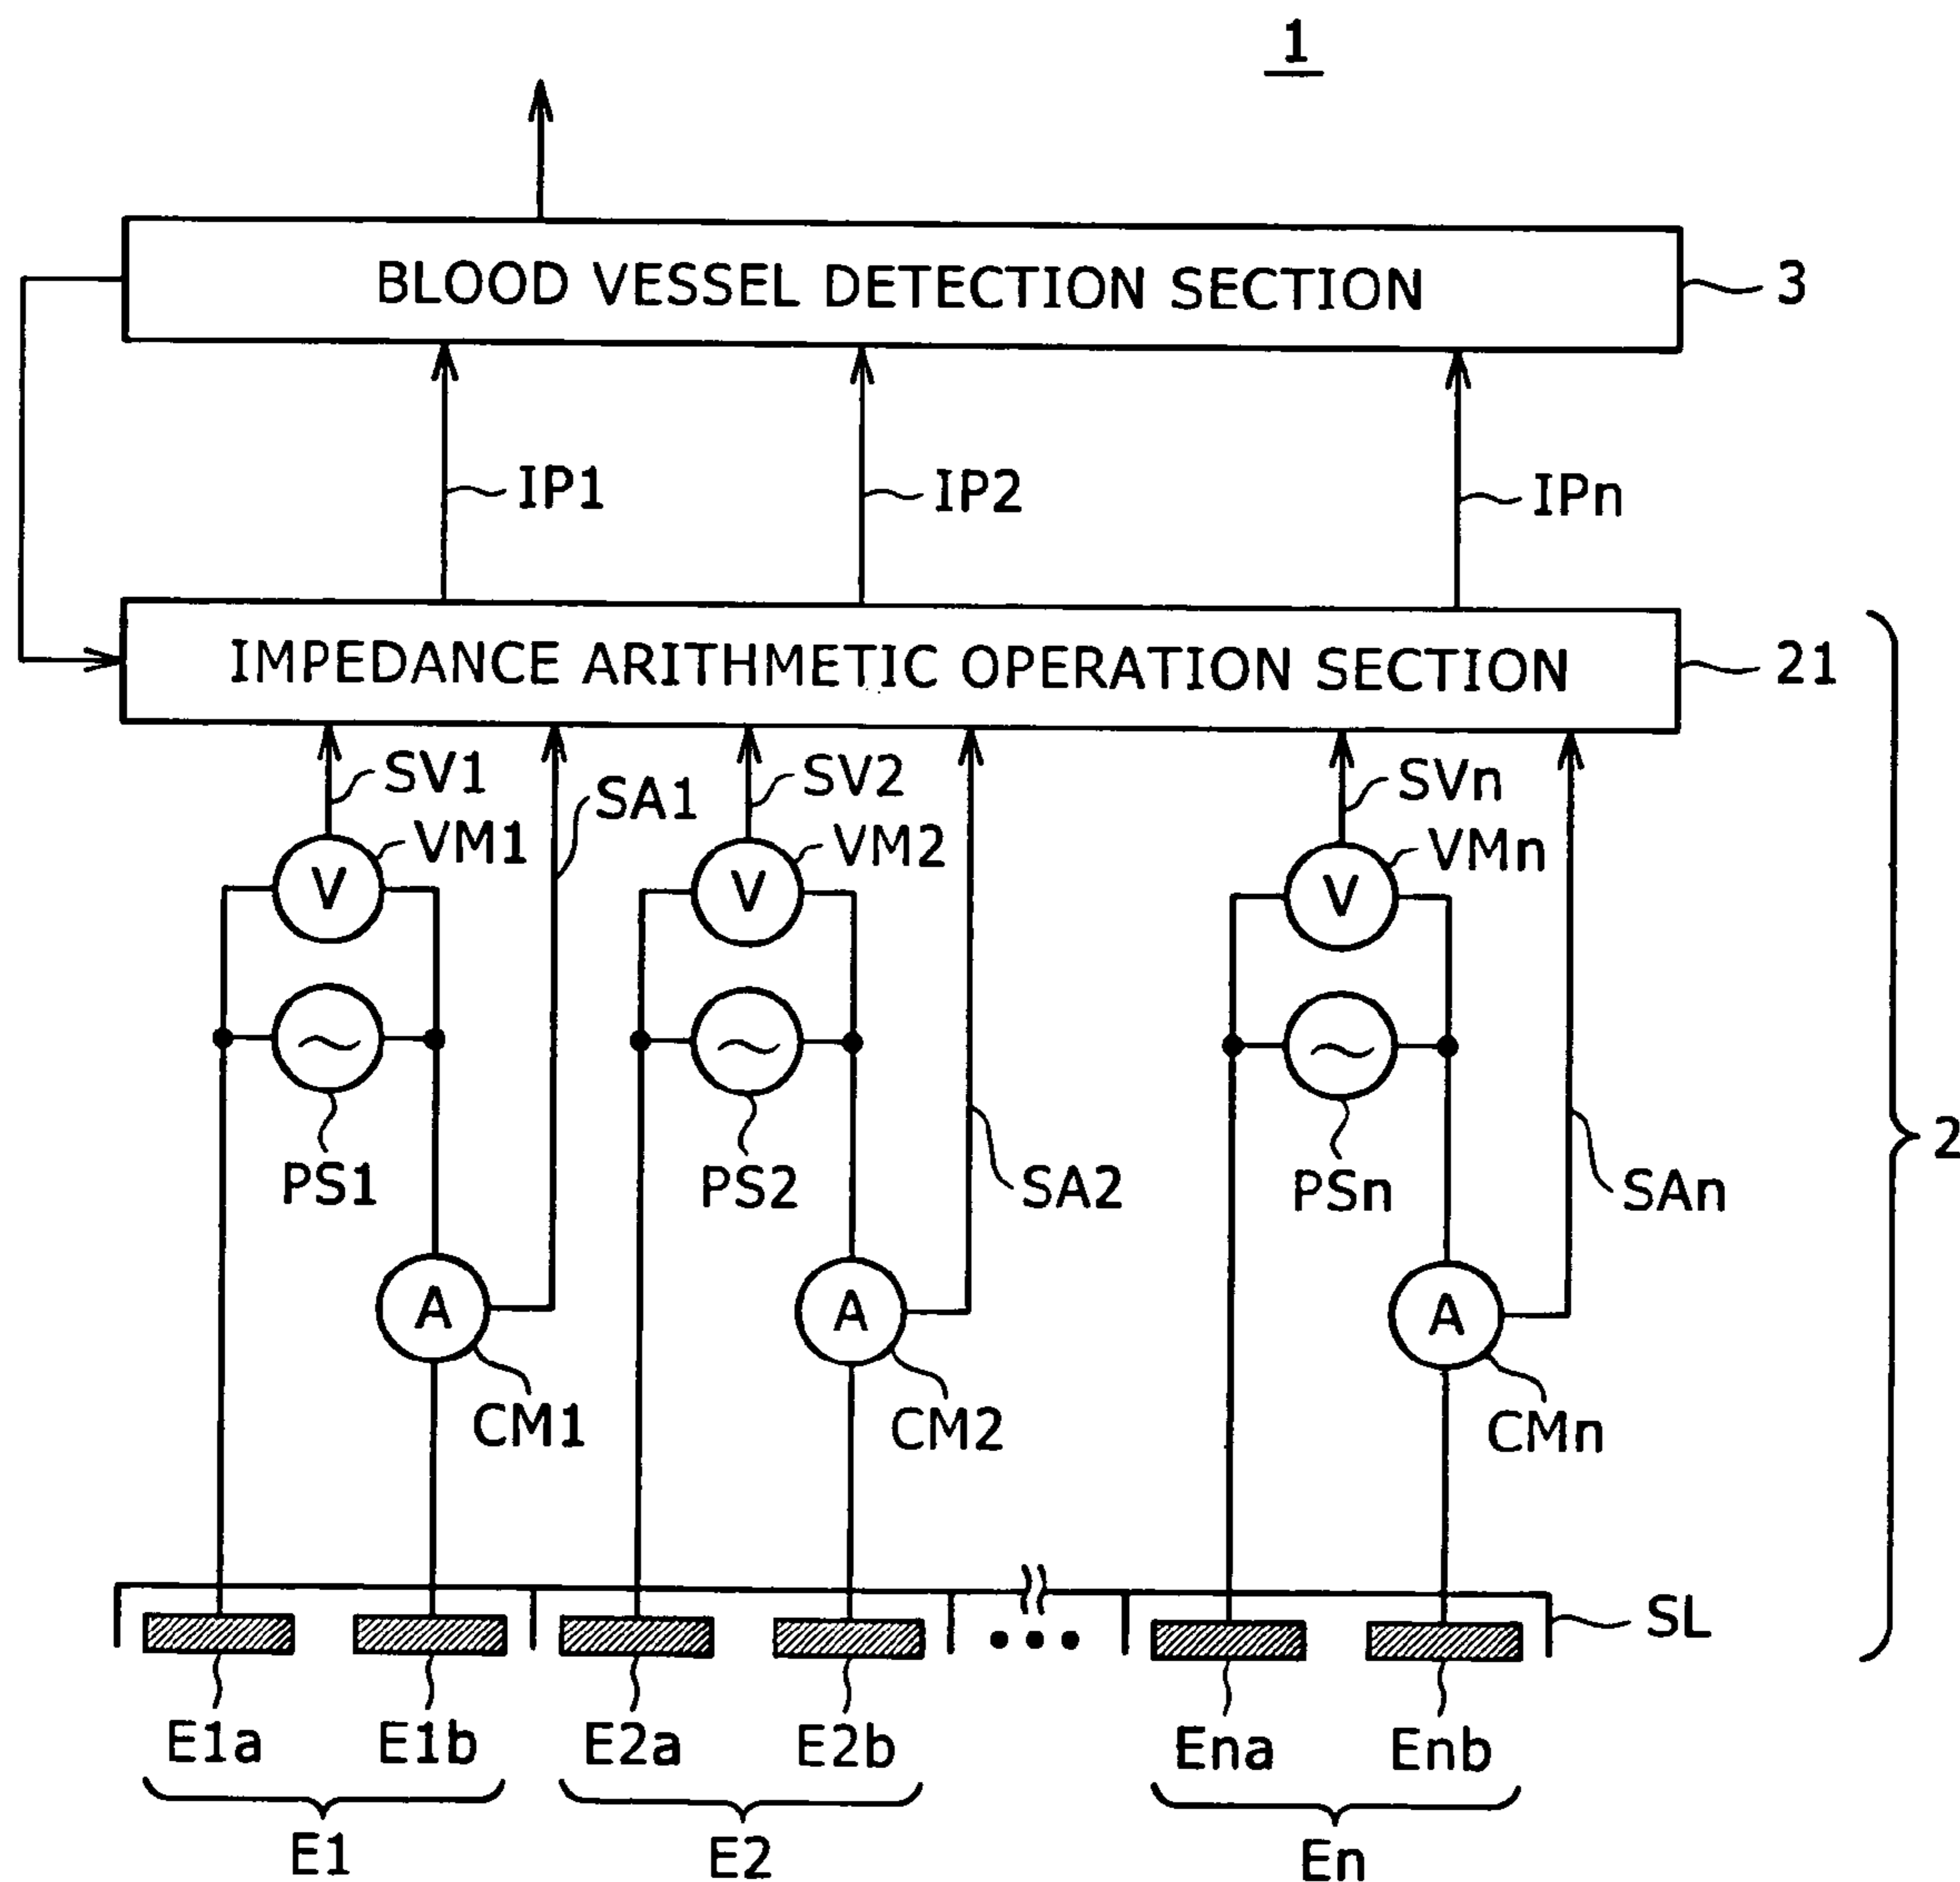 1
BLOOD VESSEL DETECTION SECTION
3
IP1
IP2
IPn
IMPEDANCE ARITHMETIC OPERATION SECTION
21
SV1
SA1
SV2
SVn
VM1
VM2
VMn
V
V
V
2
PS1
PS2
SA2
PSn
SAn
A
A
A
CM1
CM2
CMn
SL
E1a
E1b
E2a
E2b
Ena
Enb
E1
E2
En